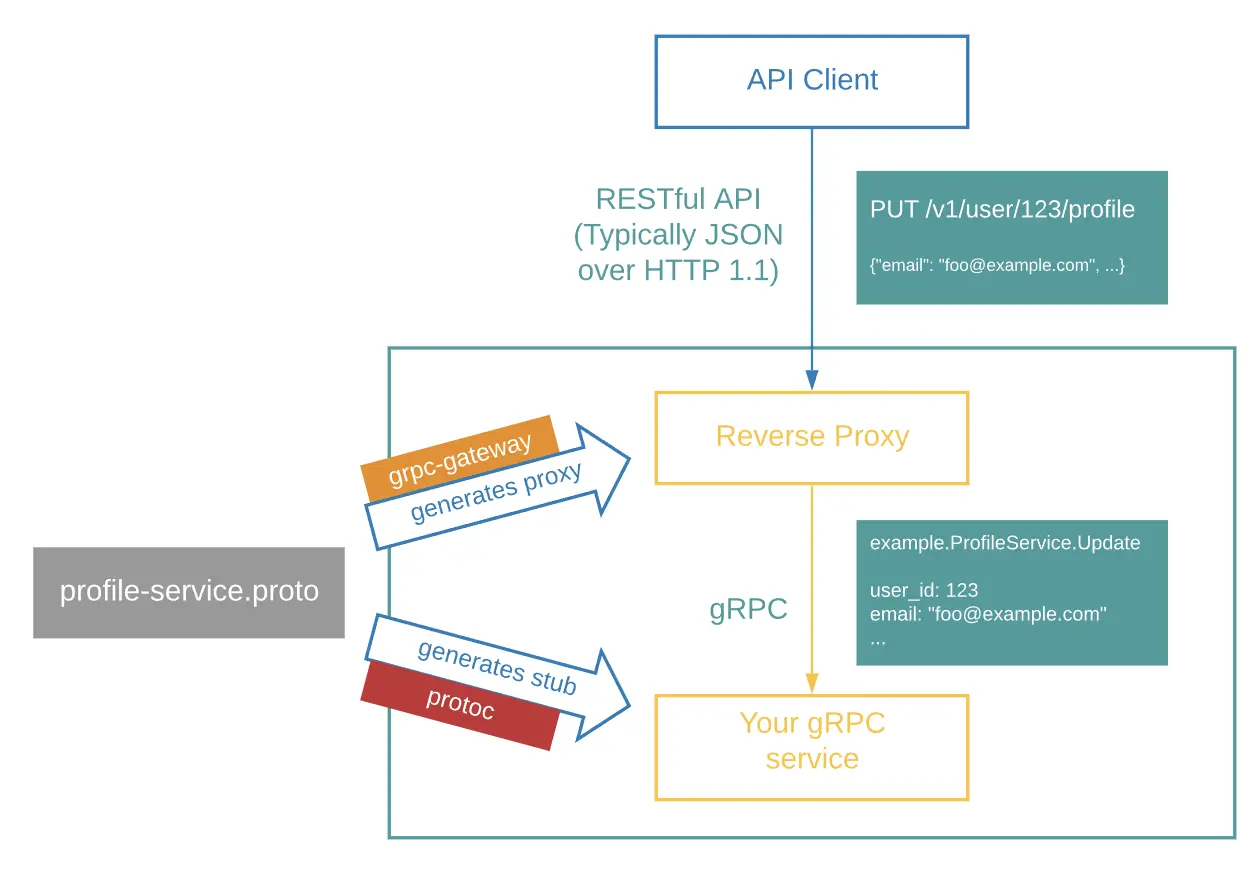 API Client
RESTful API
(Typically JSON
over HTTP 1.1)
PUT /v1/user/123/profile
{"email": "foo@example.com", ...}
Reverse Proxy
grpc-gateway
generates proxy
profile-service.proto
generates stub
protoc
gRPC
example.ProfileService.Update
user_id: 123
email: "foo@example.com"
...
Your gRPC
service